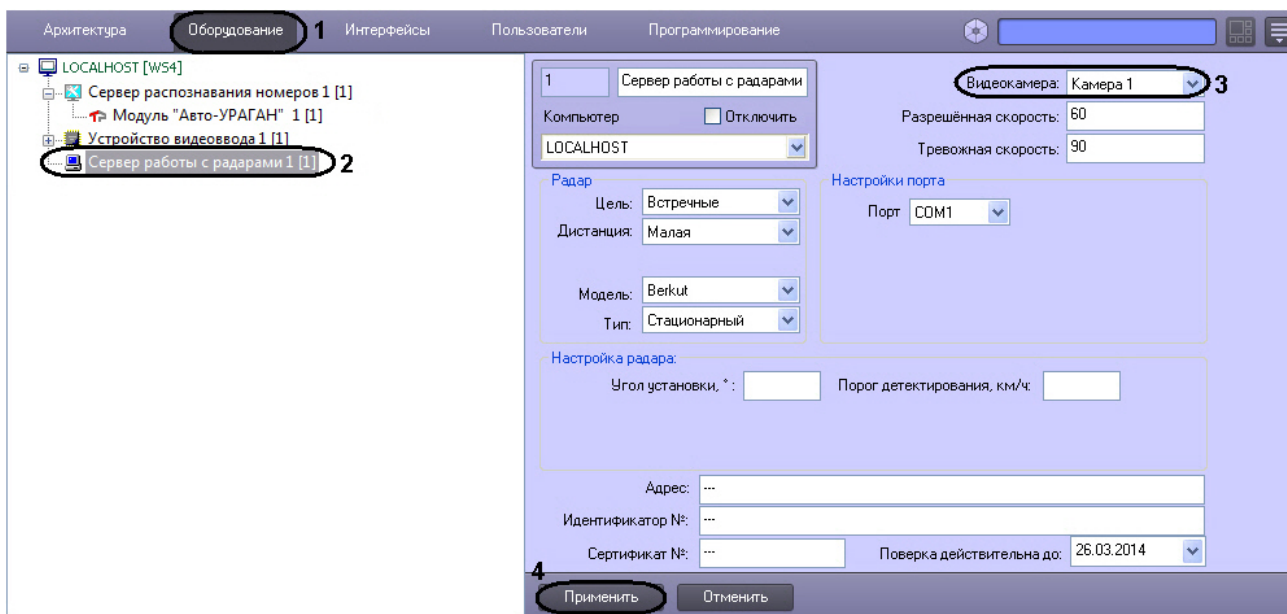 Архитектура Оборудование 1 Интерфейсы Пользователи Программирование
LOCALHOST [WS4]
Сервер распознавания номеров 1 [1]
Модуль "Авто-УРАГАН" 1 [1]
Устройство видеоввода 1 [1]
Сервер работы с радарами 1 [1] 2
1 Сервер работы с радарами
Видеокамера: Камера 1 3
Компьютер Отключить
Разрешённая скорость: 60
LOCALHOST
Тревожная скорость: 90
Радар
Цель: Встречные
Дистанция: Малая
Модель: Berkut
Тип: Стационарный
Настройки порта
Порт COM1
Настройка радара:
Угол установки, ° : Порог детектирования, км/ч:
Адрес: ---
Идентификатор №: ---
Сертификат №: --- Поверка действительна до: 26.03.2014
4
Применить Отменить